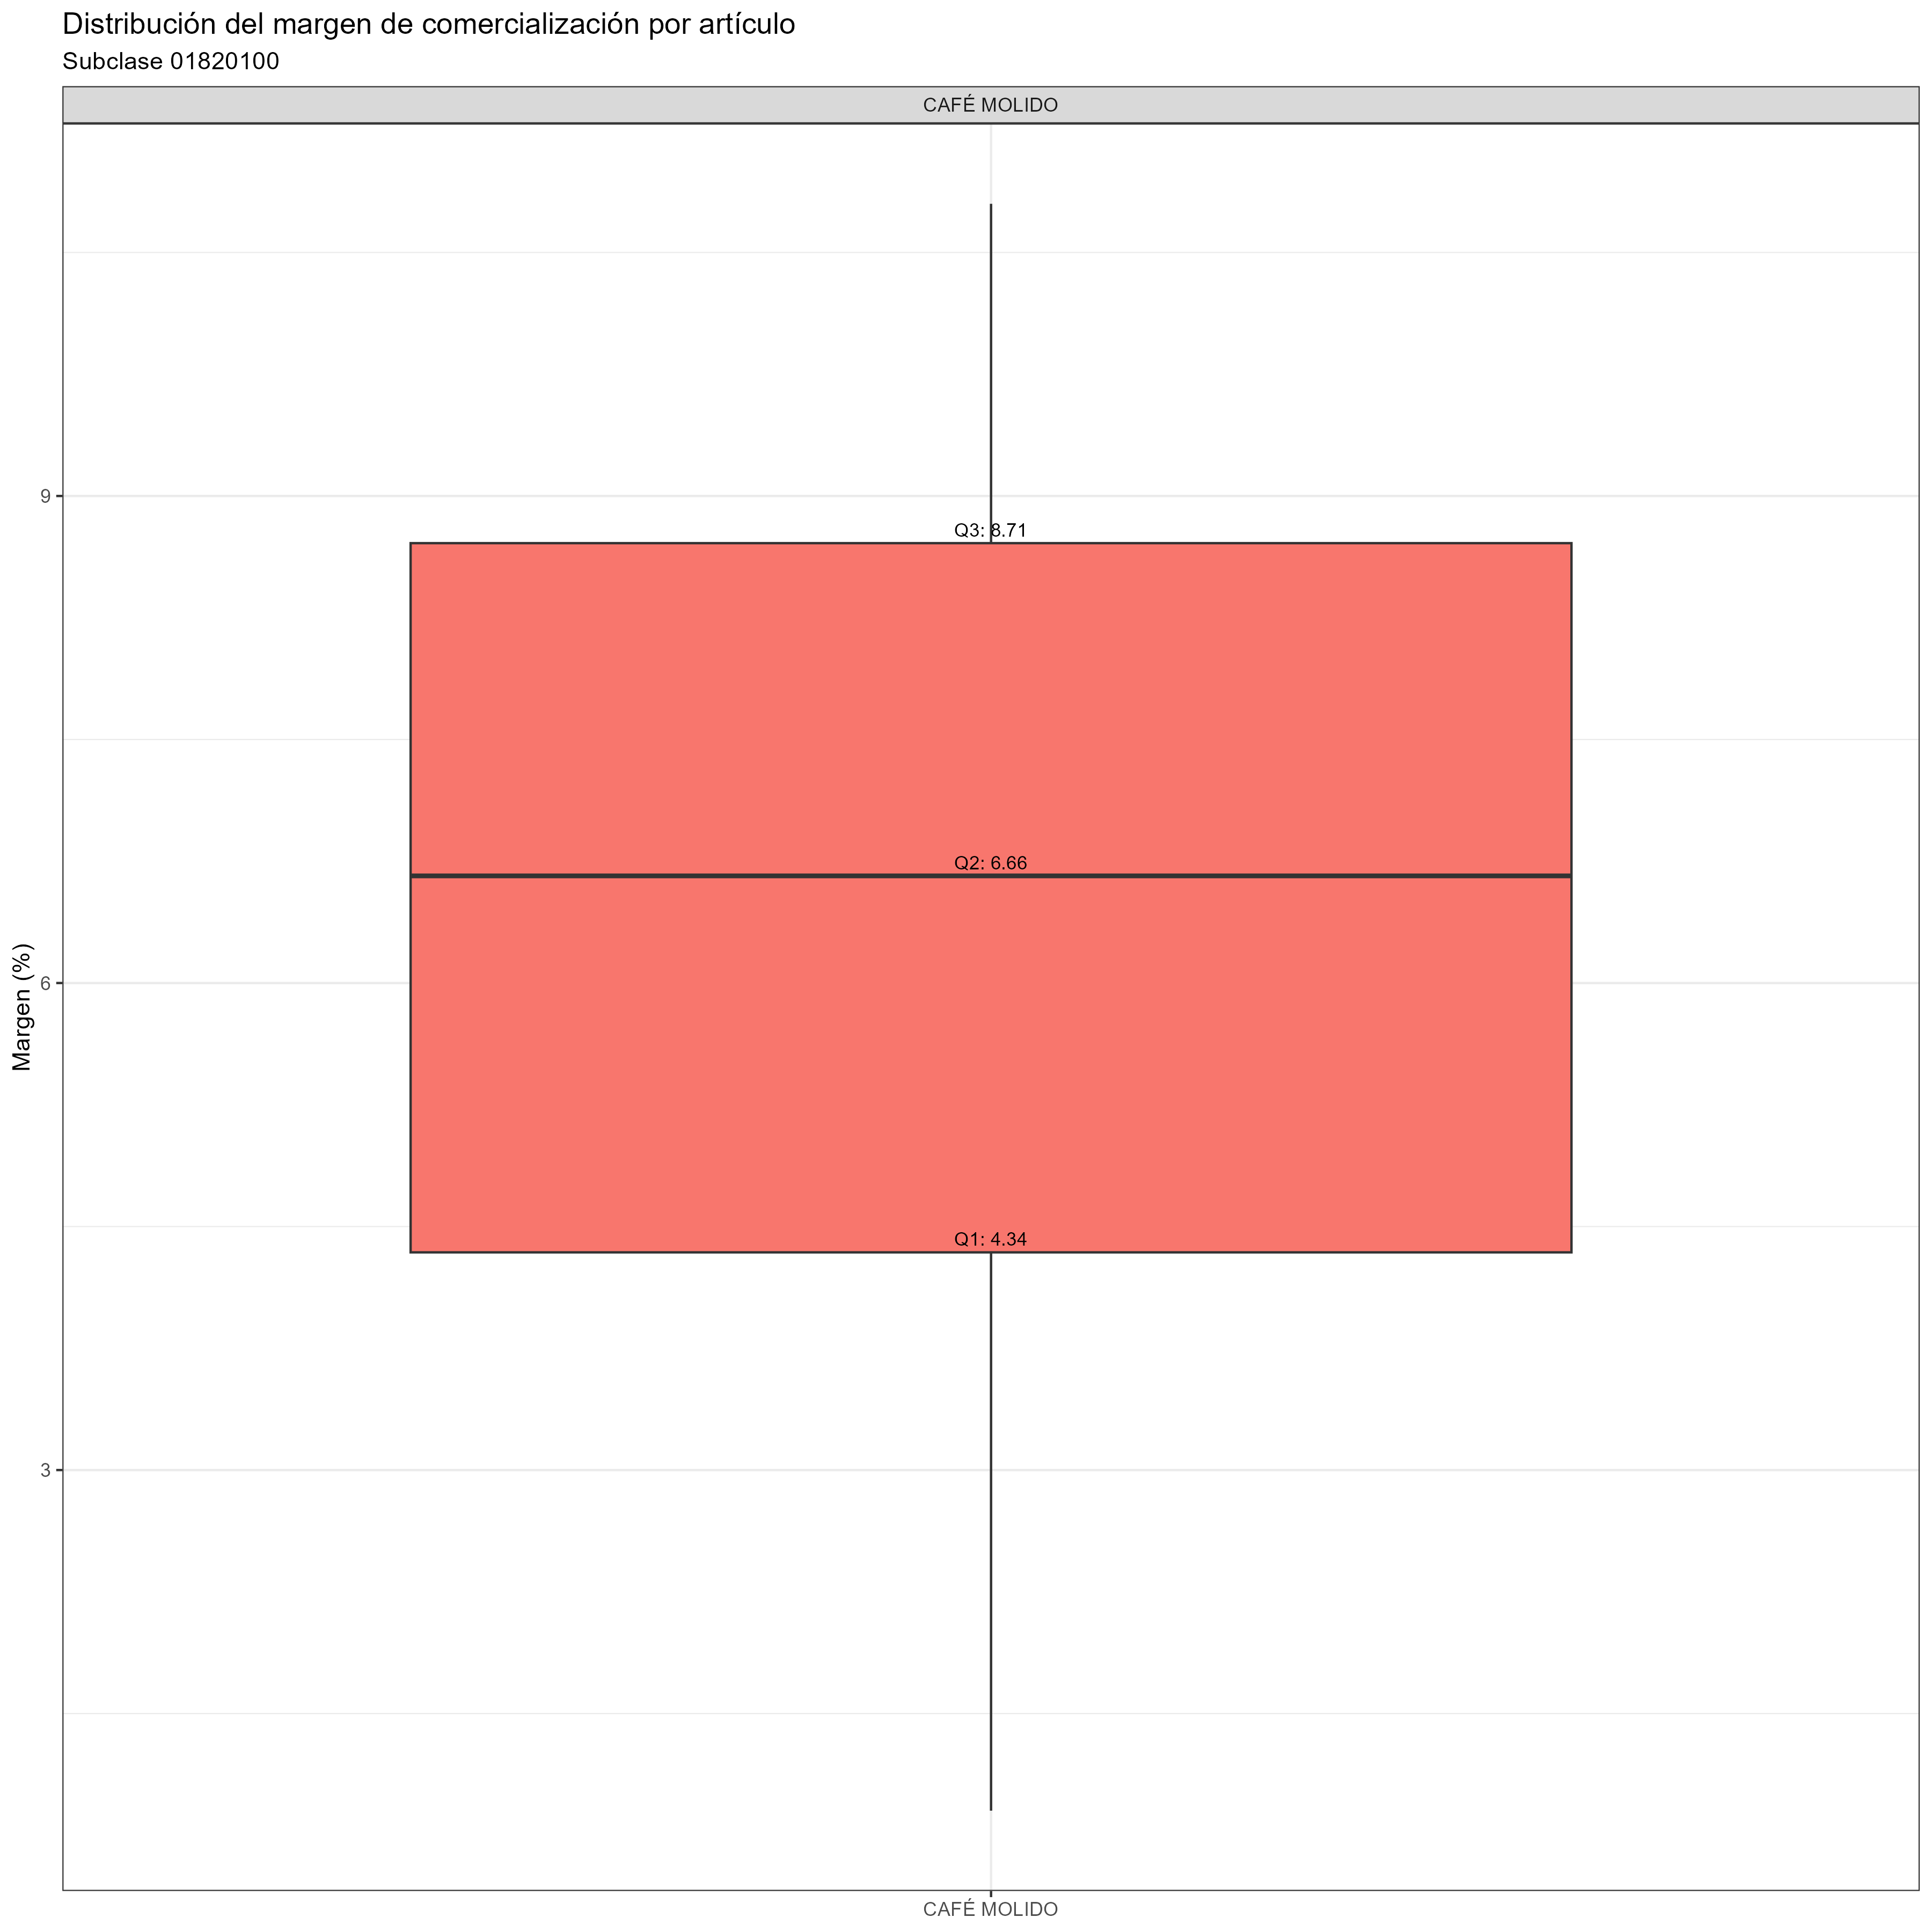 Distribución del margen de comercialización por artículo
Subclase 01820100
CAFÉ MOLIDO
9
Q3: 8.71
Q2: 6.66
Margen (%)
6
Q1: 4.34
3
CAFÉ MOLIDO